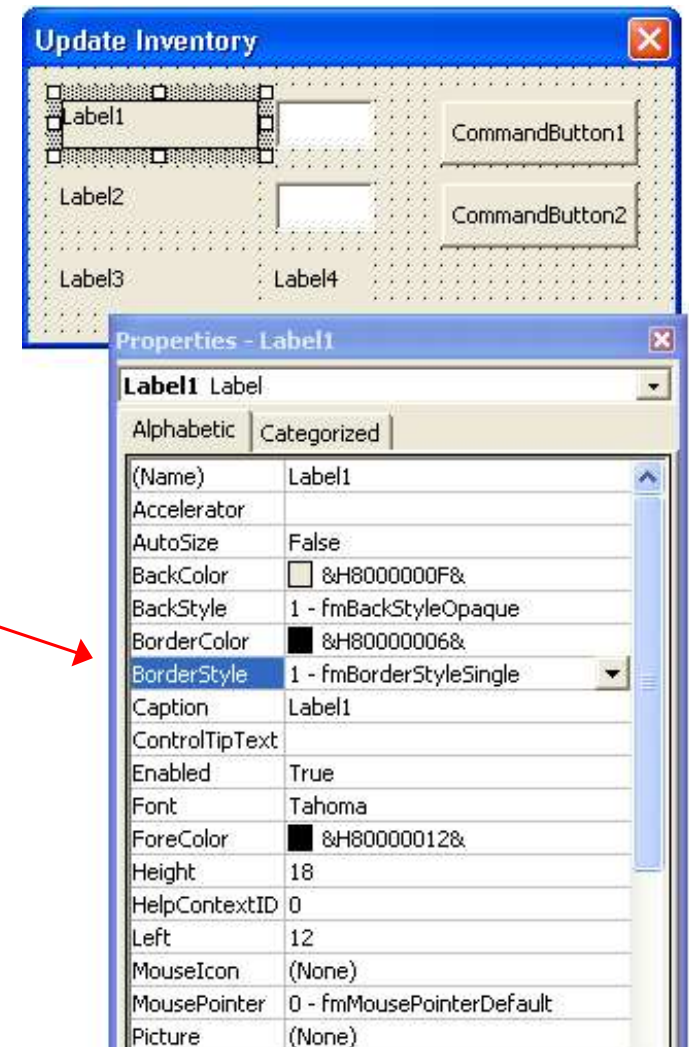 Update Inventory
Label1
CommandButton1
Label2
CommandButton2
Label3 Label4
Properties - Label1
Label1 Label
Alphabetic Categorized
(Name) Label1
Accelerator
AutoSize False
BackColor &H8000000F&
BackStyle 1 - fmBackStyleOpaque
BorderColor &H80000006&
BorderStyle 1 - fmBorderStyleSingle
Caption Label1
ControlTipText
Enabled True
Font Tahoma
ForeColor &H80000012&
Height 18
HelpContextID 0
Left 12
MouseIcon (None)
MousePointer 0 - fmMousePointerDefault
Picture (None)